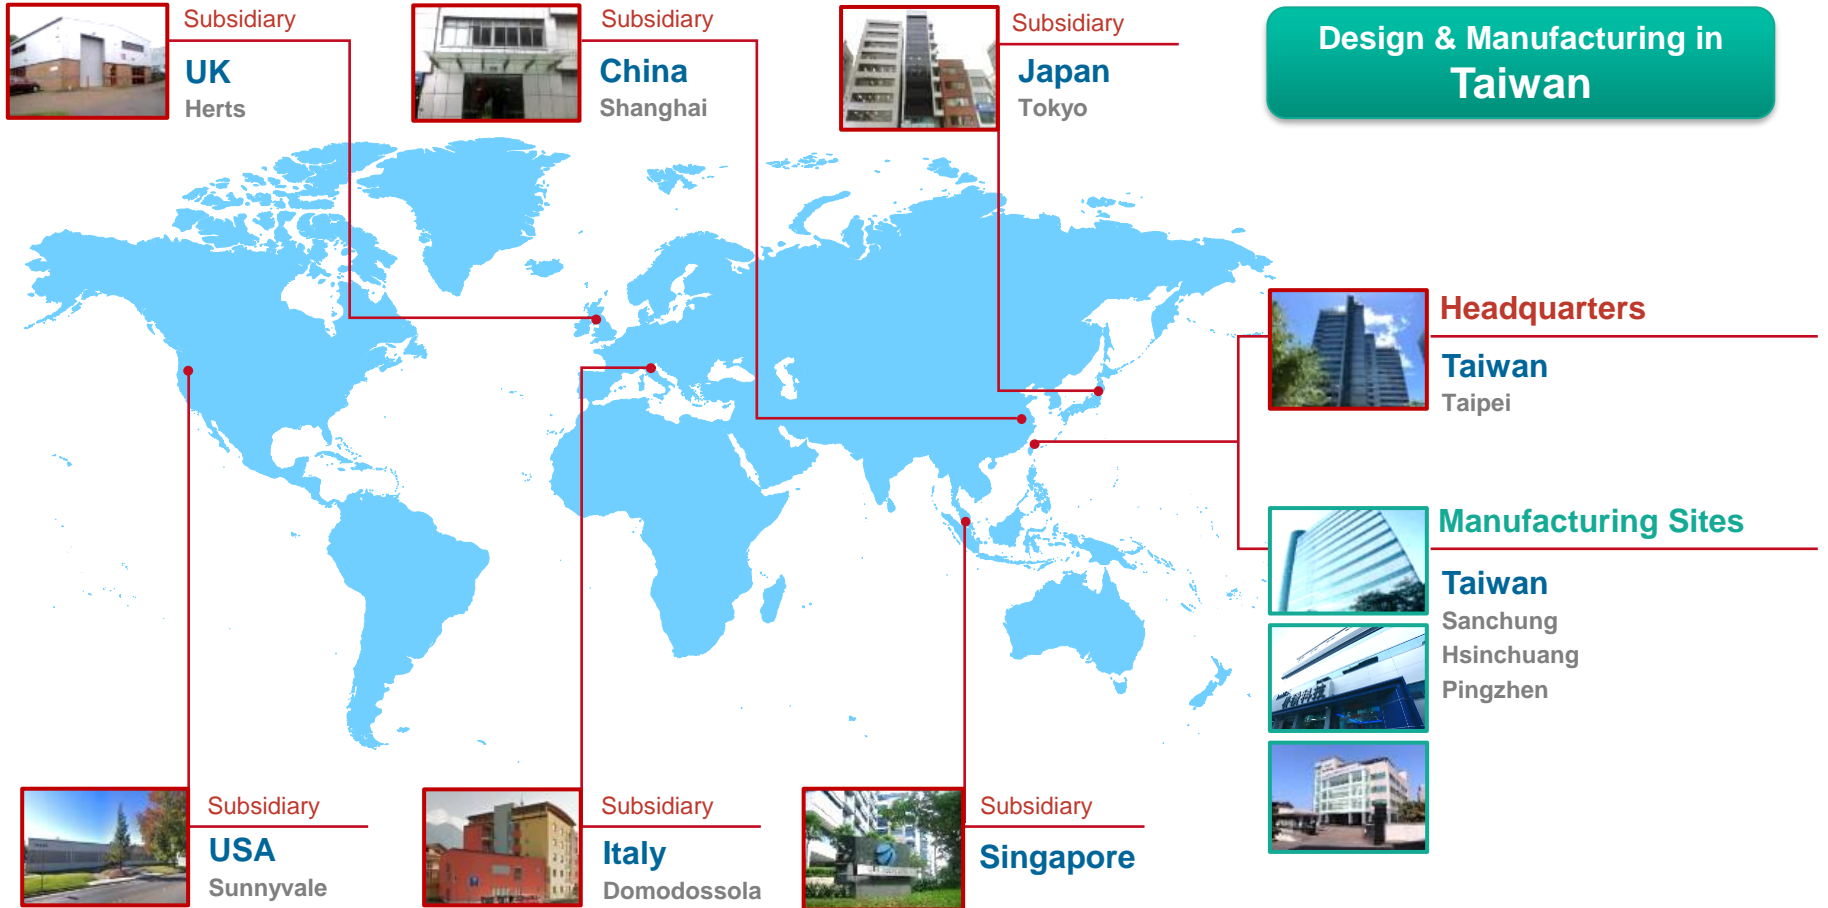 Subsidiary
UK
Herts
Subsidiary
China
Shanghai
Subsidiary
Japan
Tokyo
Design & Manufacturing in
Taiwan
Headquarters
Taiwan
Taipei
Manufacturing Sites
Taiwan
Sanchung
Hsinchuang
Pingzhen
Subsidiary
USA
Sunnyvale
Subsidiary
Italy
Domodossola
Subsidiary
Singapore